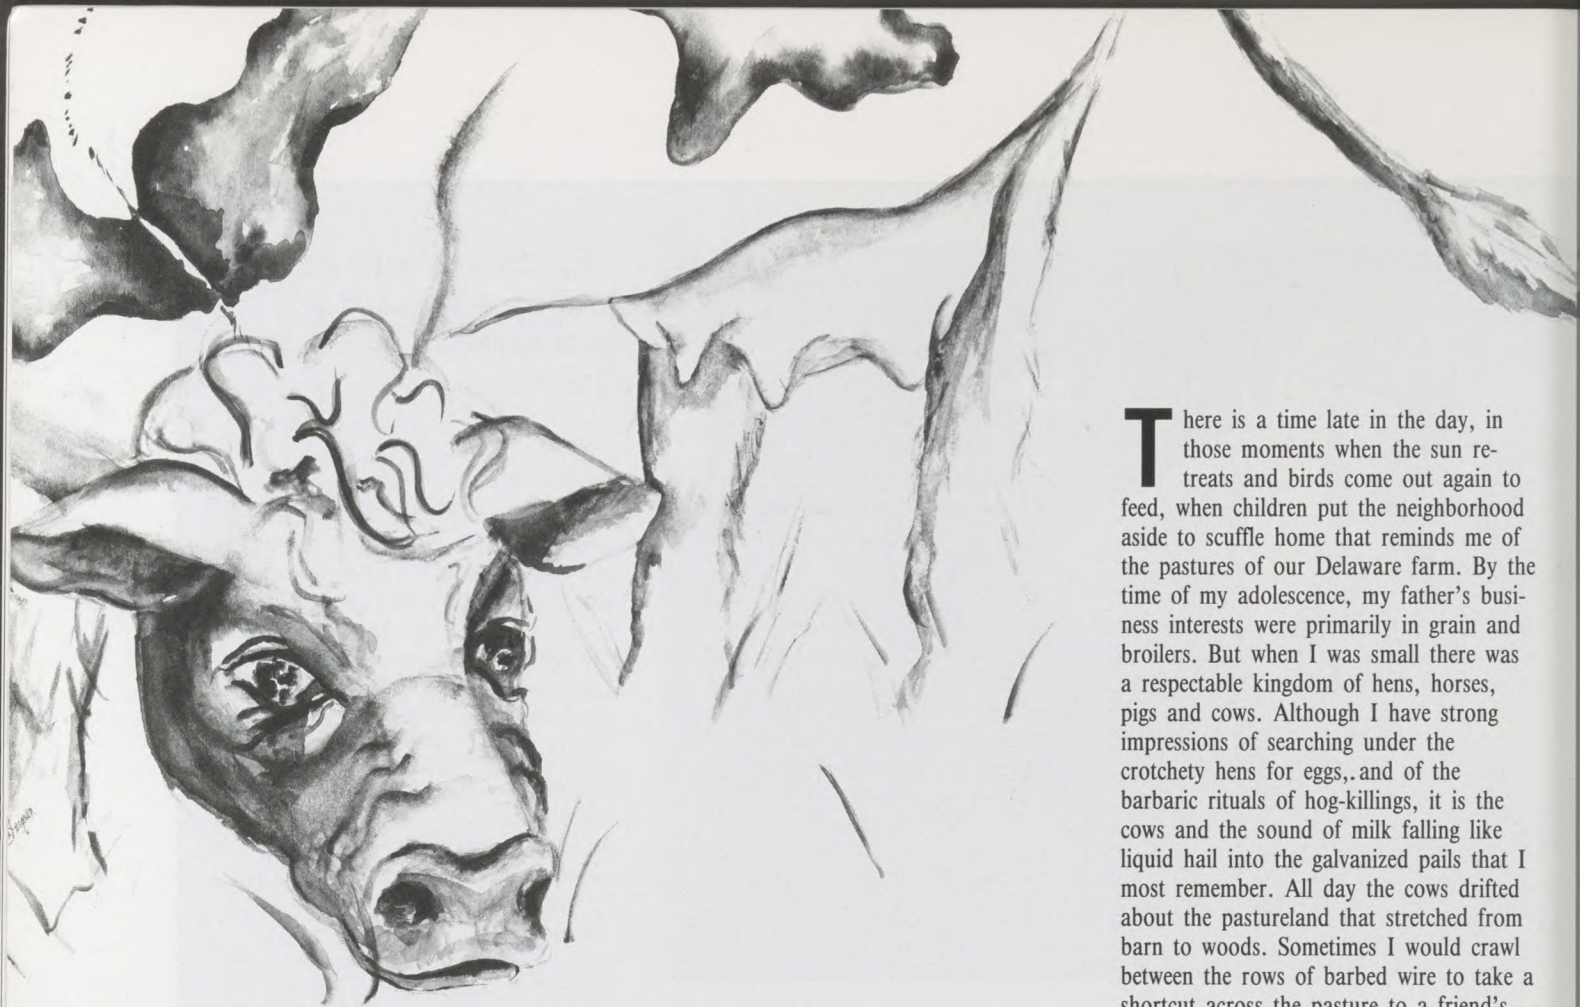 There is a time late in the day, in
those moments when the sun re-
treats and birds come out again to
feed, when children put the neighborhood
aside to scuffle home that reminds me of
the pastures of our Delaware farm. By the
time of my adolescence, my father's busi-
ness interests were primarily in grain and
broilers. But when I was small there was
a respectable kingdom of hens, horses,
pigs and cows. Although I have strong
impressions of searching under the
crotchety hens for eggs,. and of the
barbaric rituals of hog-killings, it is the
cows and the sound of milk falling like
liquid hail into the galvanized pails that I
most remember. All day the cows drifted
about the pastureland that stretched from
barn to woods. Sometimes I would crawl
between the rows of barbed wire to take a
shortcut across the pasture to a friend's